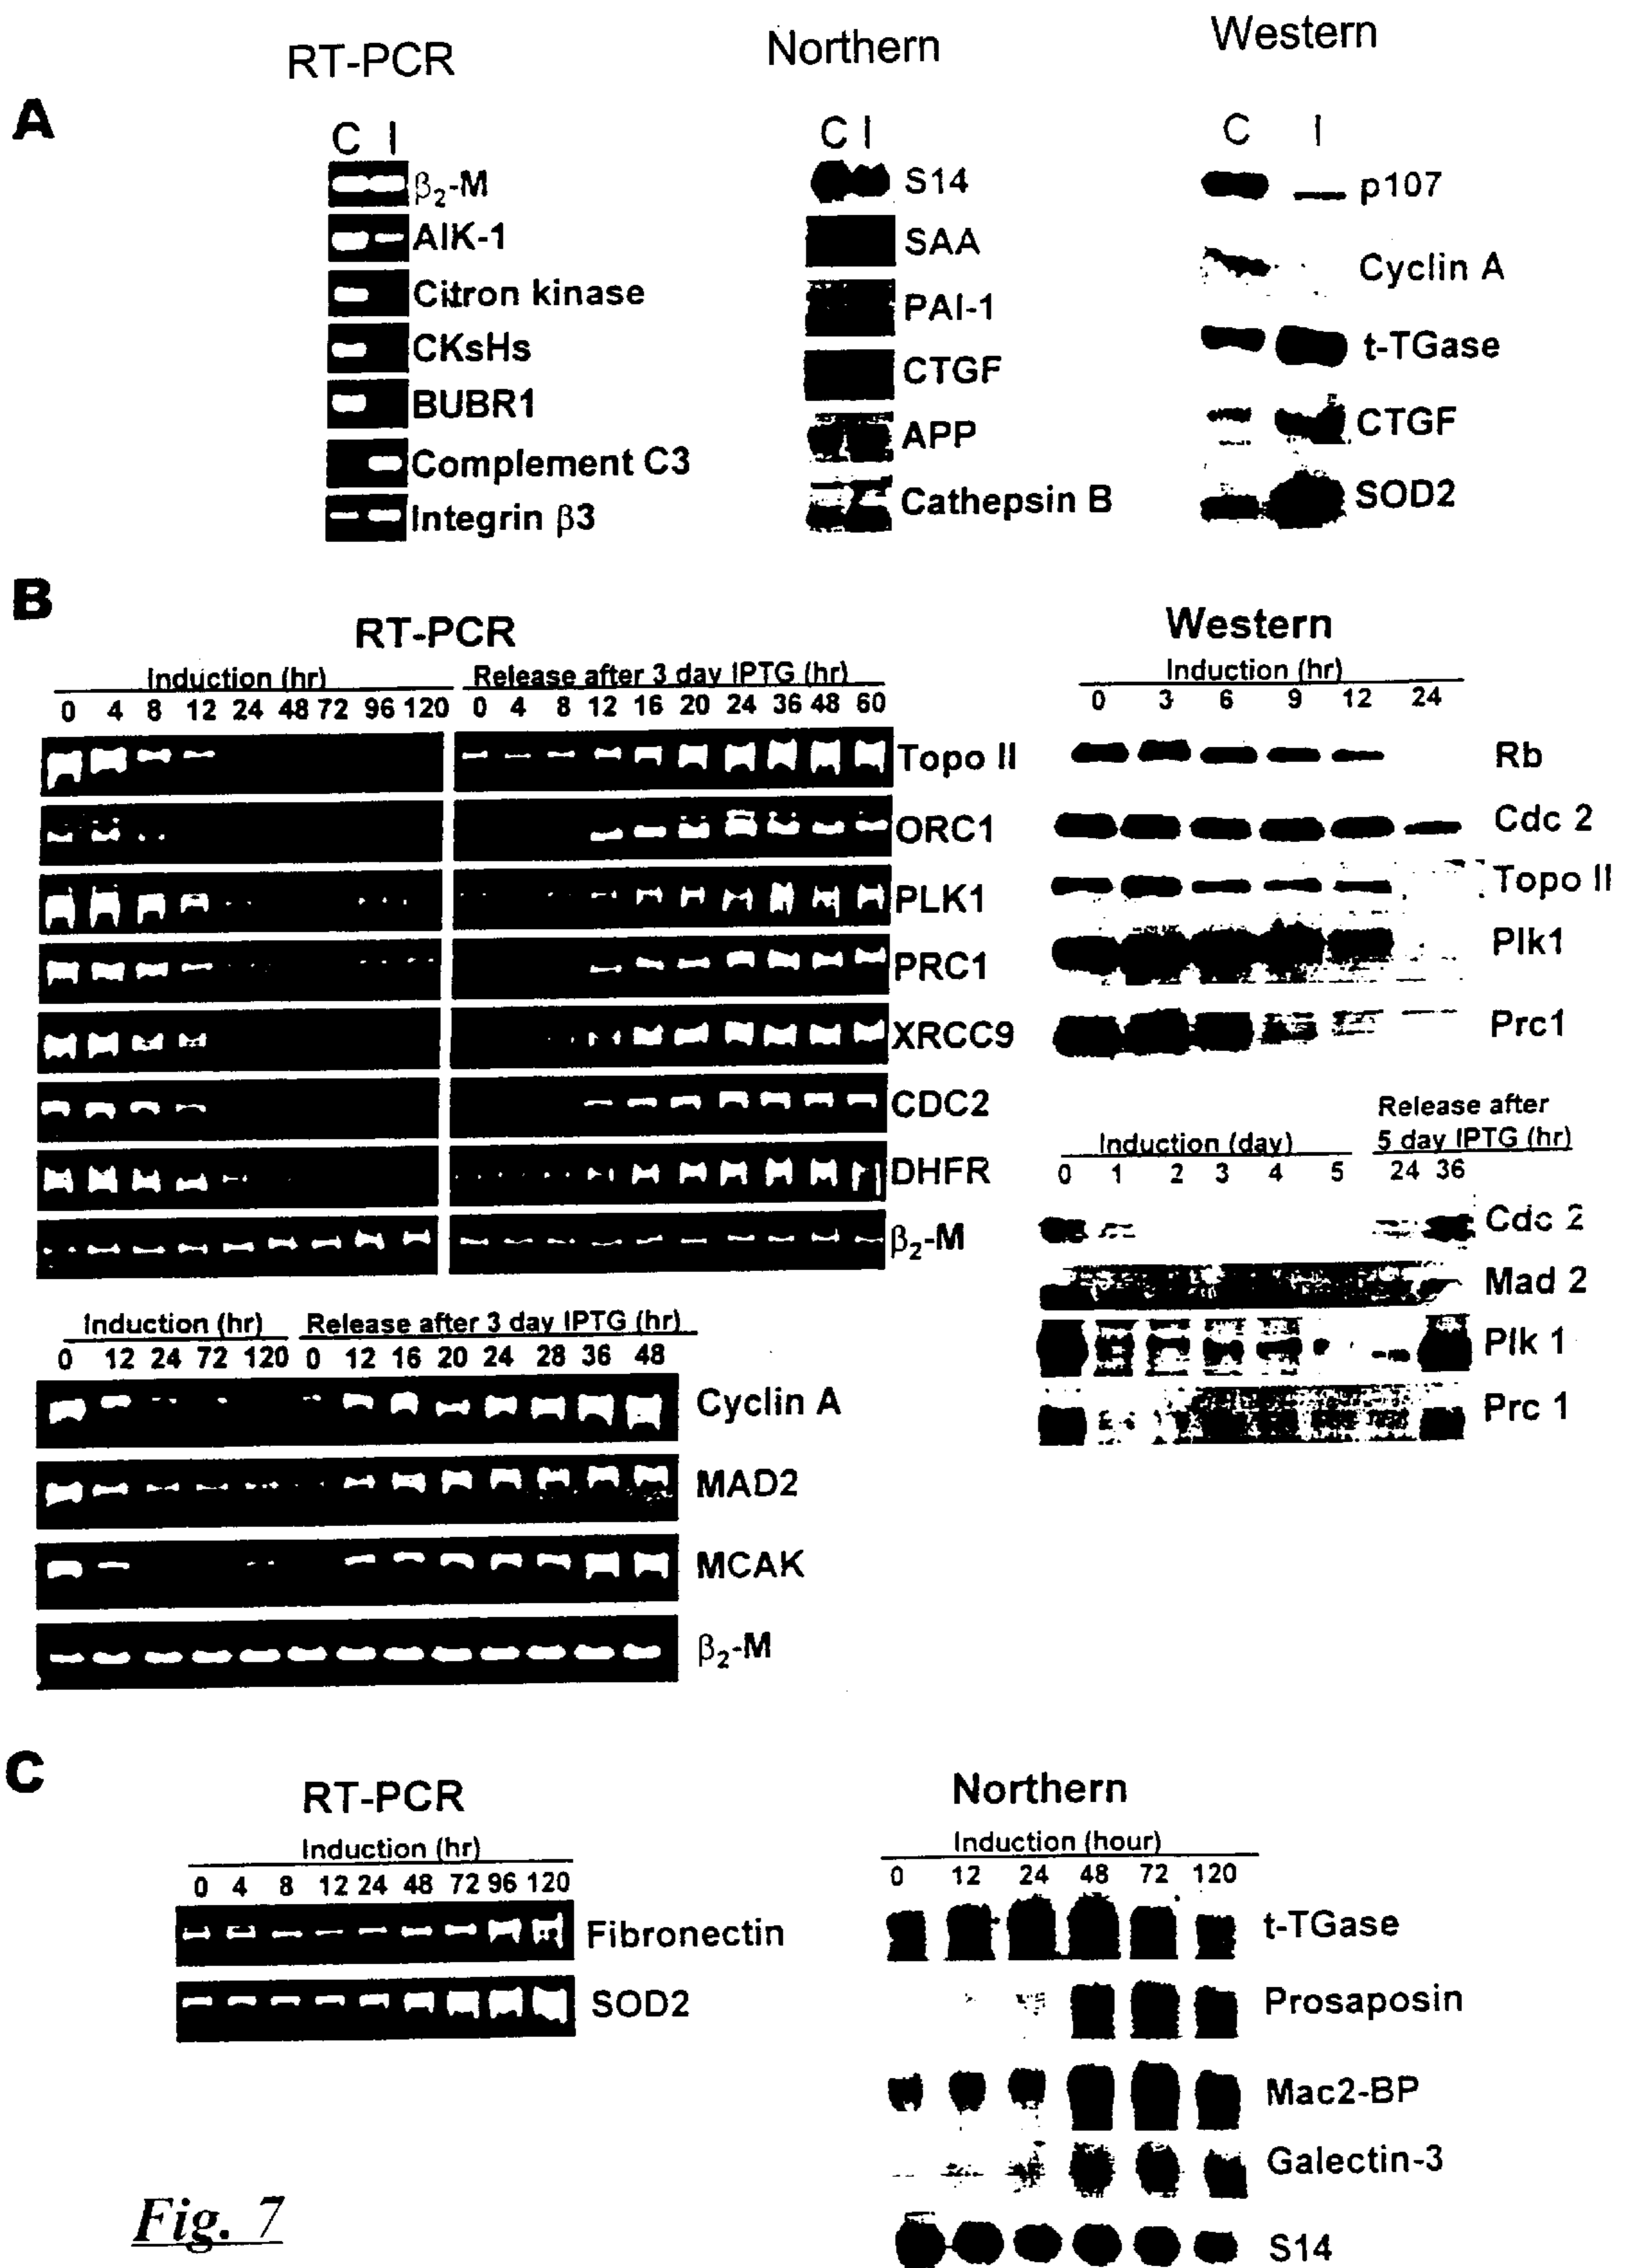 RT-PCR
Northern
Western
A
C I
β2-M
AIK-1
Citron kinase
CKsHs
BUBR1
Complement C3
Integrin β3
C I
S14
SAA
PAI-1
CTGF
APP
Cathepsin B
C I
p107
Cyclin A
t-TGase
CTGF
SOD2
B
RT-PCR
Induction (hr)
Release after 3 day IPTG (hr)
0 4 8 12 24 48 72 96 120
0 4 8 12 16 20 24 36 48 60
Topo II
ORC1
PLK1
PRC1
XRCC9
CDC2
DHFR
β2-M
Induction (hr)
Release after 3 day IPTG (hr)
0 12 24 72 120
0 12 16 20 24 28 36 48
Cyclin A
MAD2
MCAK
β2-M
Western
Induction (hr)
0 3 6 9 12 24
Rb
Cdc 2
Topo II
Plk1
Prc1
Induction (day)
Release after
5 day IPTG (hr)
0 1 2 3 4 5
24 36
Cdc 2
Mad 2
Plk 1
Prc 1
C
RT-PCR
Induction (hr)
0 4 8 12 24 48 72 96 120
Fibronectin
SOD2
Northern
Induction (hour)
0 12 24 48 72 120
t-TGase
Prosaposin
Mac2-BP
Galectin-3
S14
Fig. 7